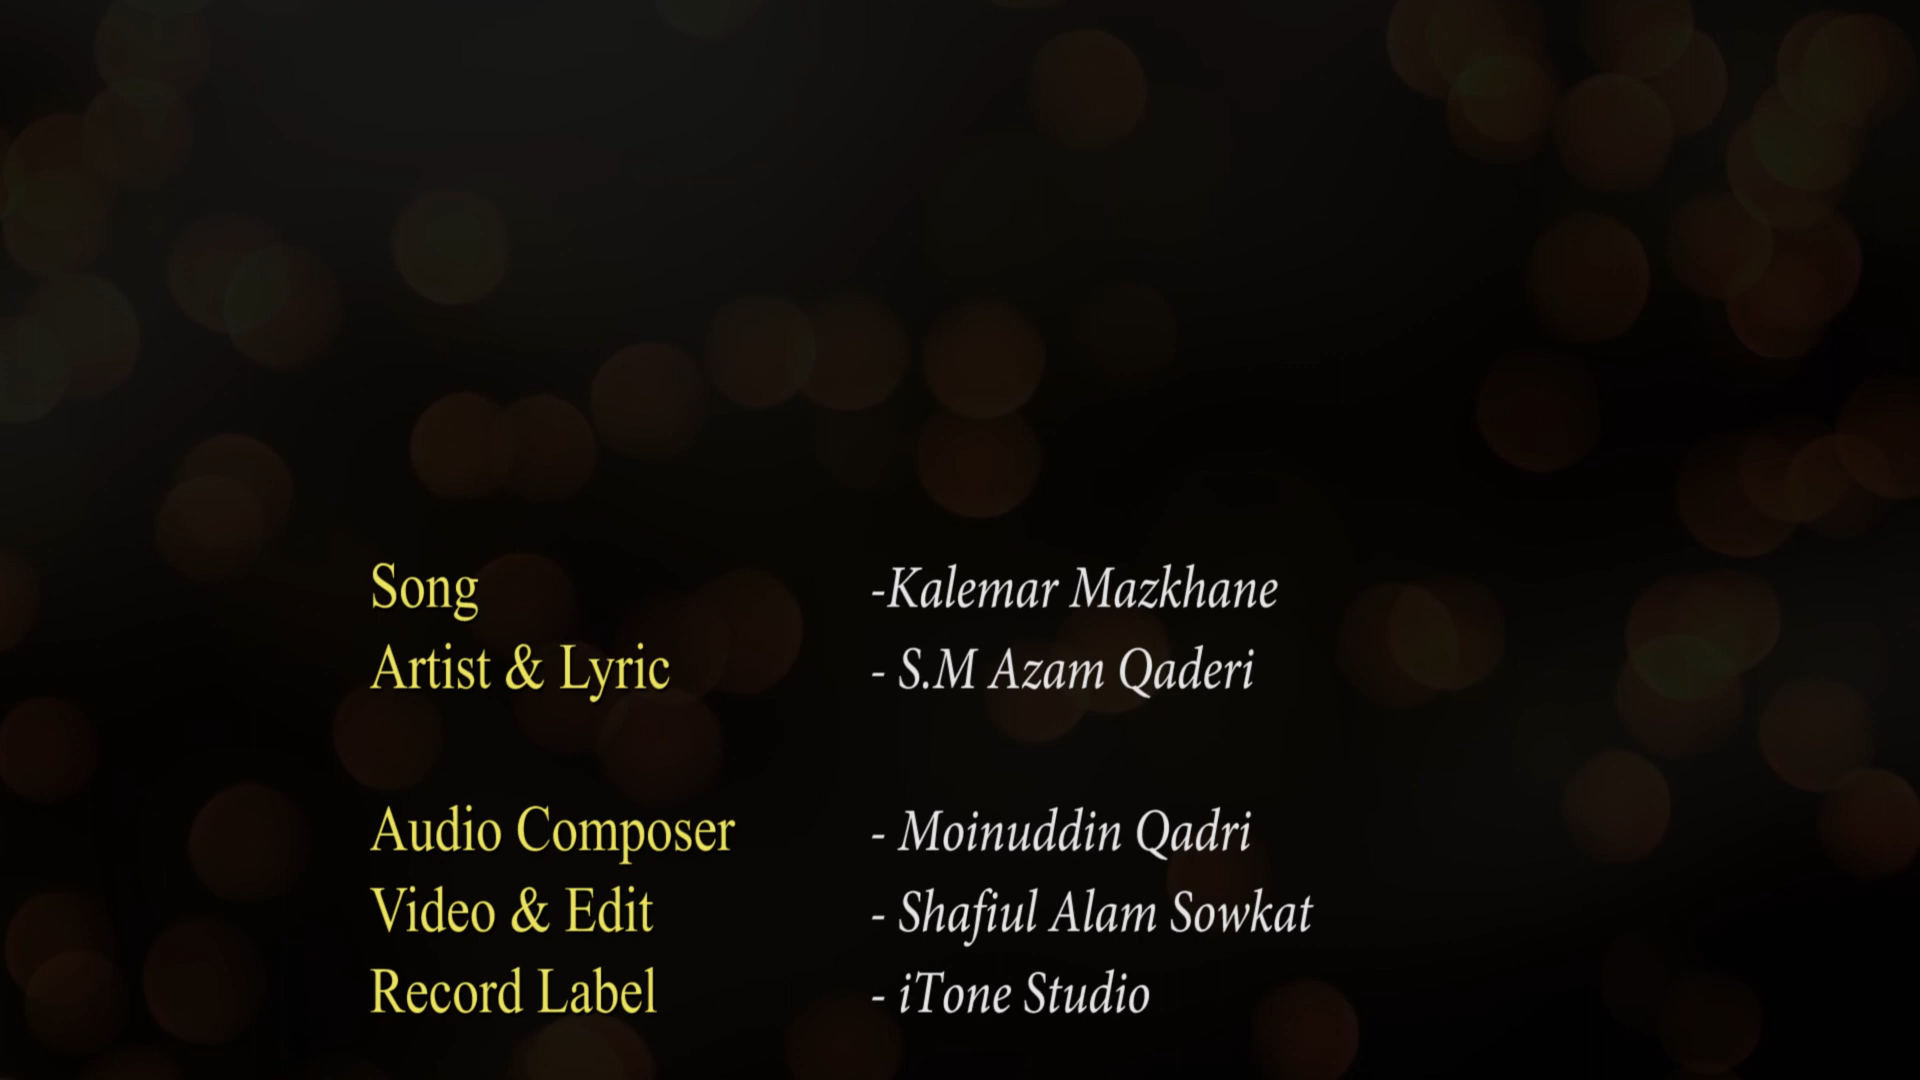 Song -Kalemar Mazkhane
Artist & Lyric - S.M Azam Qaderi
Audio Composer - Moinuddin Qadri
Video & Edit - Shafiul Alam Sowkat
Record Label - iTone Studio